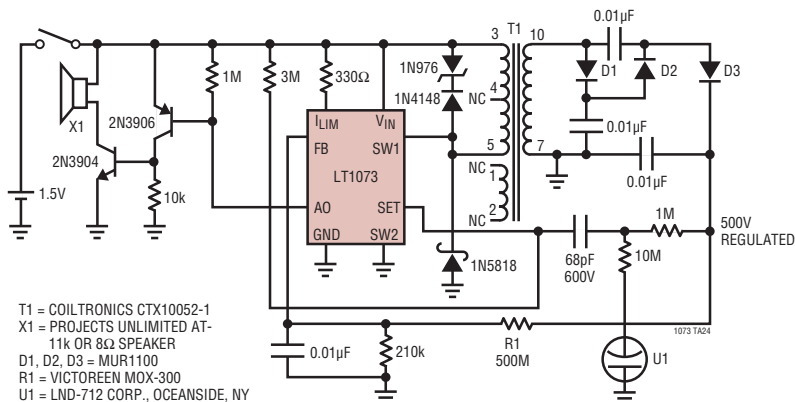 T1
3
10
0.01µF
1N976
D1
D2
D3
1M
3M
330Ω
1N4148
4
NC
2N3906
X1
ILIM
VIN
0.01µF
FB
SW1
5
7
2N3904
LT1073
NC
1
0.01µF
1.5V
10k
AO
SET
2
NC
1M
500V
REGULATED
GND
SW2
1N5818
68pF
600V
10M
T1 = COILTRONICS CTX10052-1
X1 = PROJECTS UNLIMITED AT-
11k OR 8Ω SPEAKER
D1, D2, D3 = MUR1100
R1 = VICTOREEN MOX-300
U1 = LND-712 CORP., OCEANSIDE, NY
0.01µF
210k
R1
500M
1073 TA24
U1